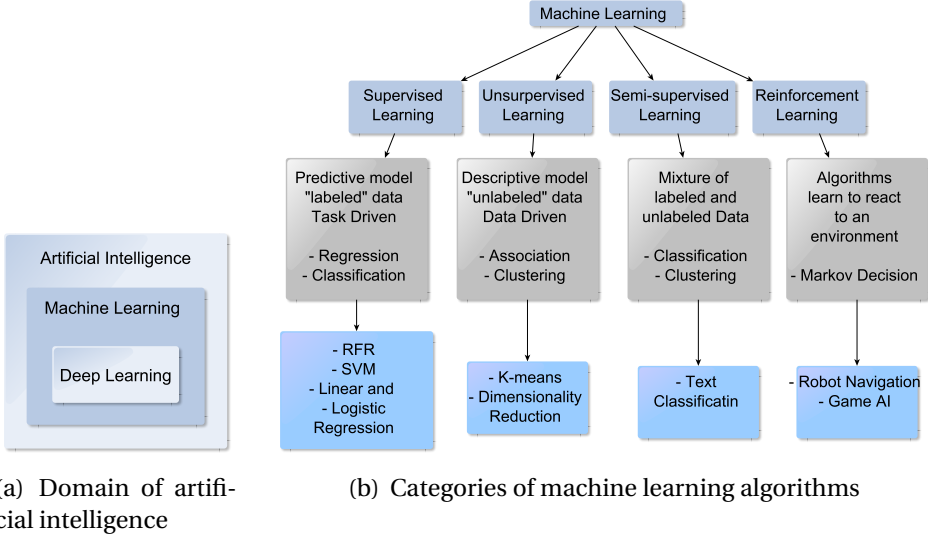 Machine Learning
Supervised
Learning
Unsurpervised
Learning
Semi-supervised
Learning
Reinforcement
Learning
Predictive model
"labeled" data
Task Driven
- Regression
- Classification
Descriptive model
"unlabeled" data
Data Driven
- Association
- Clustering
Mixture of
labeled and
unlabeled Data
- Classification
- Clustering
Algorithms
learn to react
to an
environment
- Markov Decision
- RFR
- SVM
- Linear and
- Logistic
Regression
- K-means
- Dimensionality
Reduction
- Text
Classificatin
- Robot Navigation
- Game AI
Artificial Intelligence
Machine Learning
Deep Learning
a) Domain of artifi-
cial intelligence
(b) Categories of machine learning algorithms